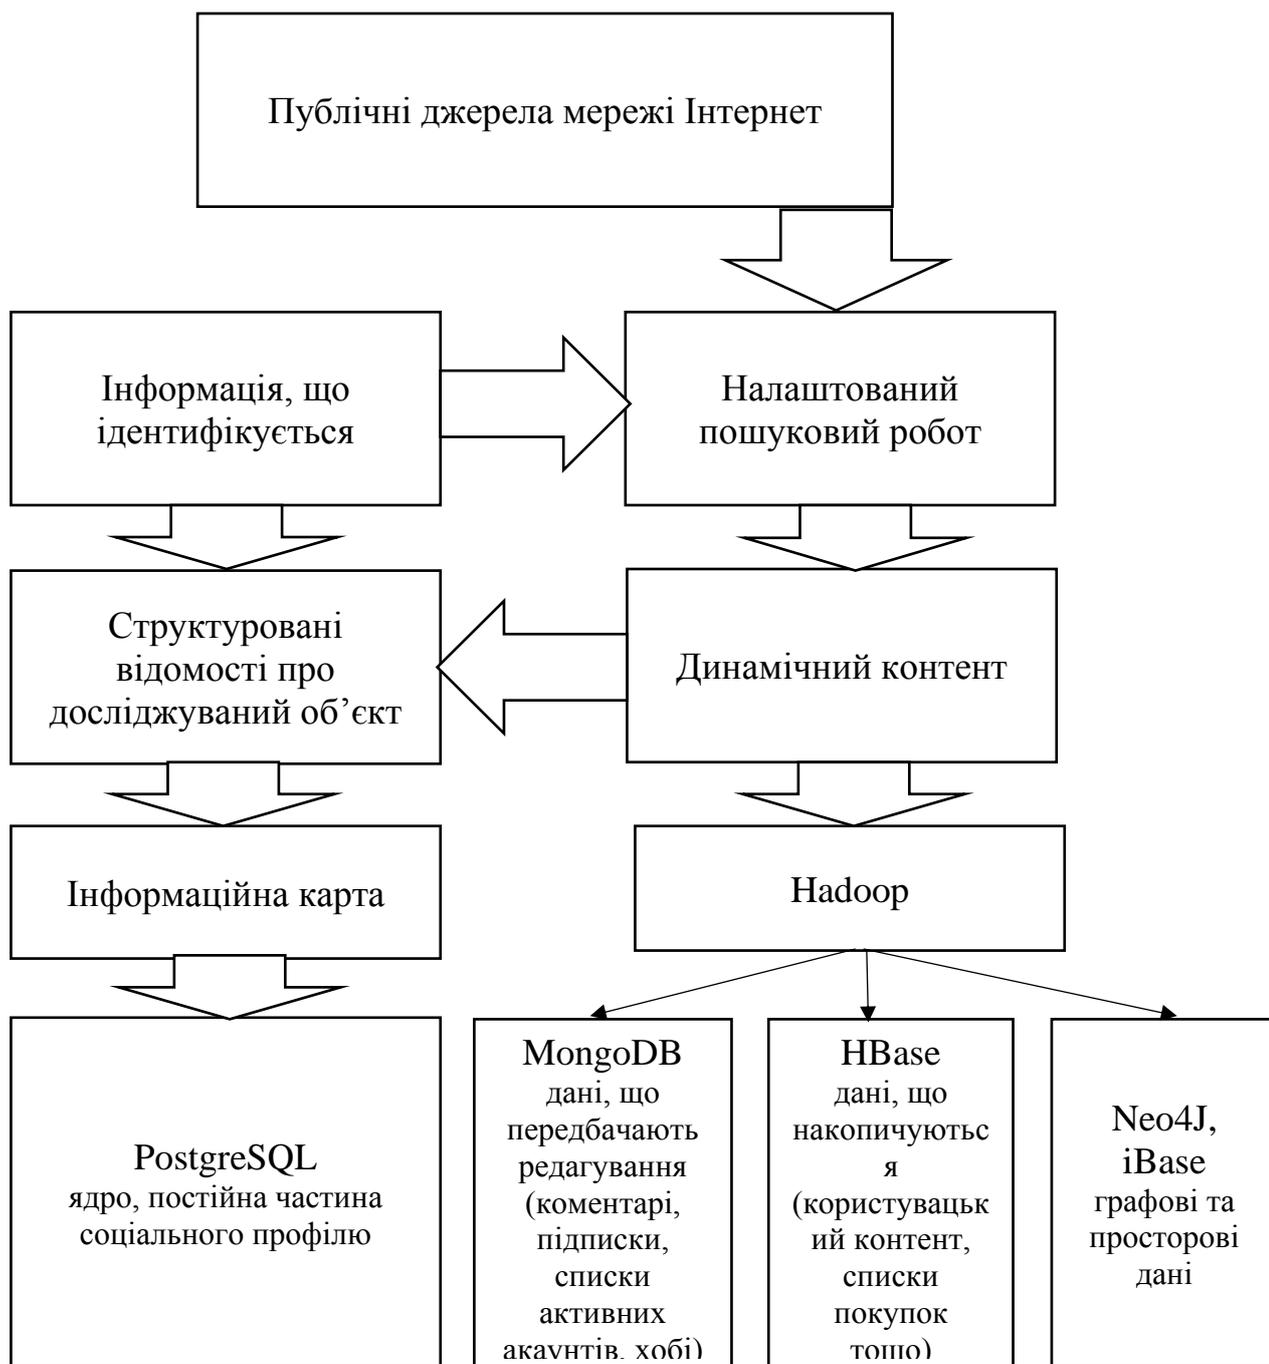 Публічні джерела мережі Інтернет
Інформація, що
ідентифікується
Налаштований
пошуковий робот
Структуровані
відомості про
досліджуваний об’єкт
Динамічний контент
Інформаційна карта
Hadoop
PostgreSQL
ядро, постійна частина
соціального профілю
MongoDB
дані, що
передбачають
редагування
(коментарі,
підписки,
списки
активних
акаунтів, хобі)
HBase
дані, що
накопичуютьс
я
(користувацьк
ий контент,
списки
покупок
тощо)
Neo4J,
iBase
графові та
просторові
дані